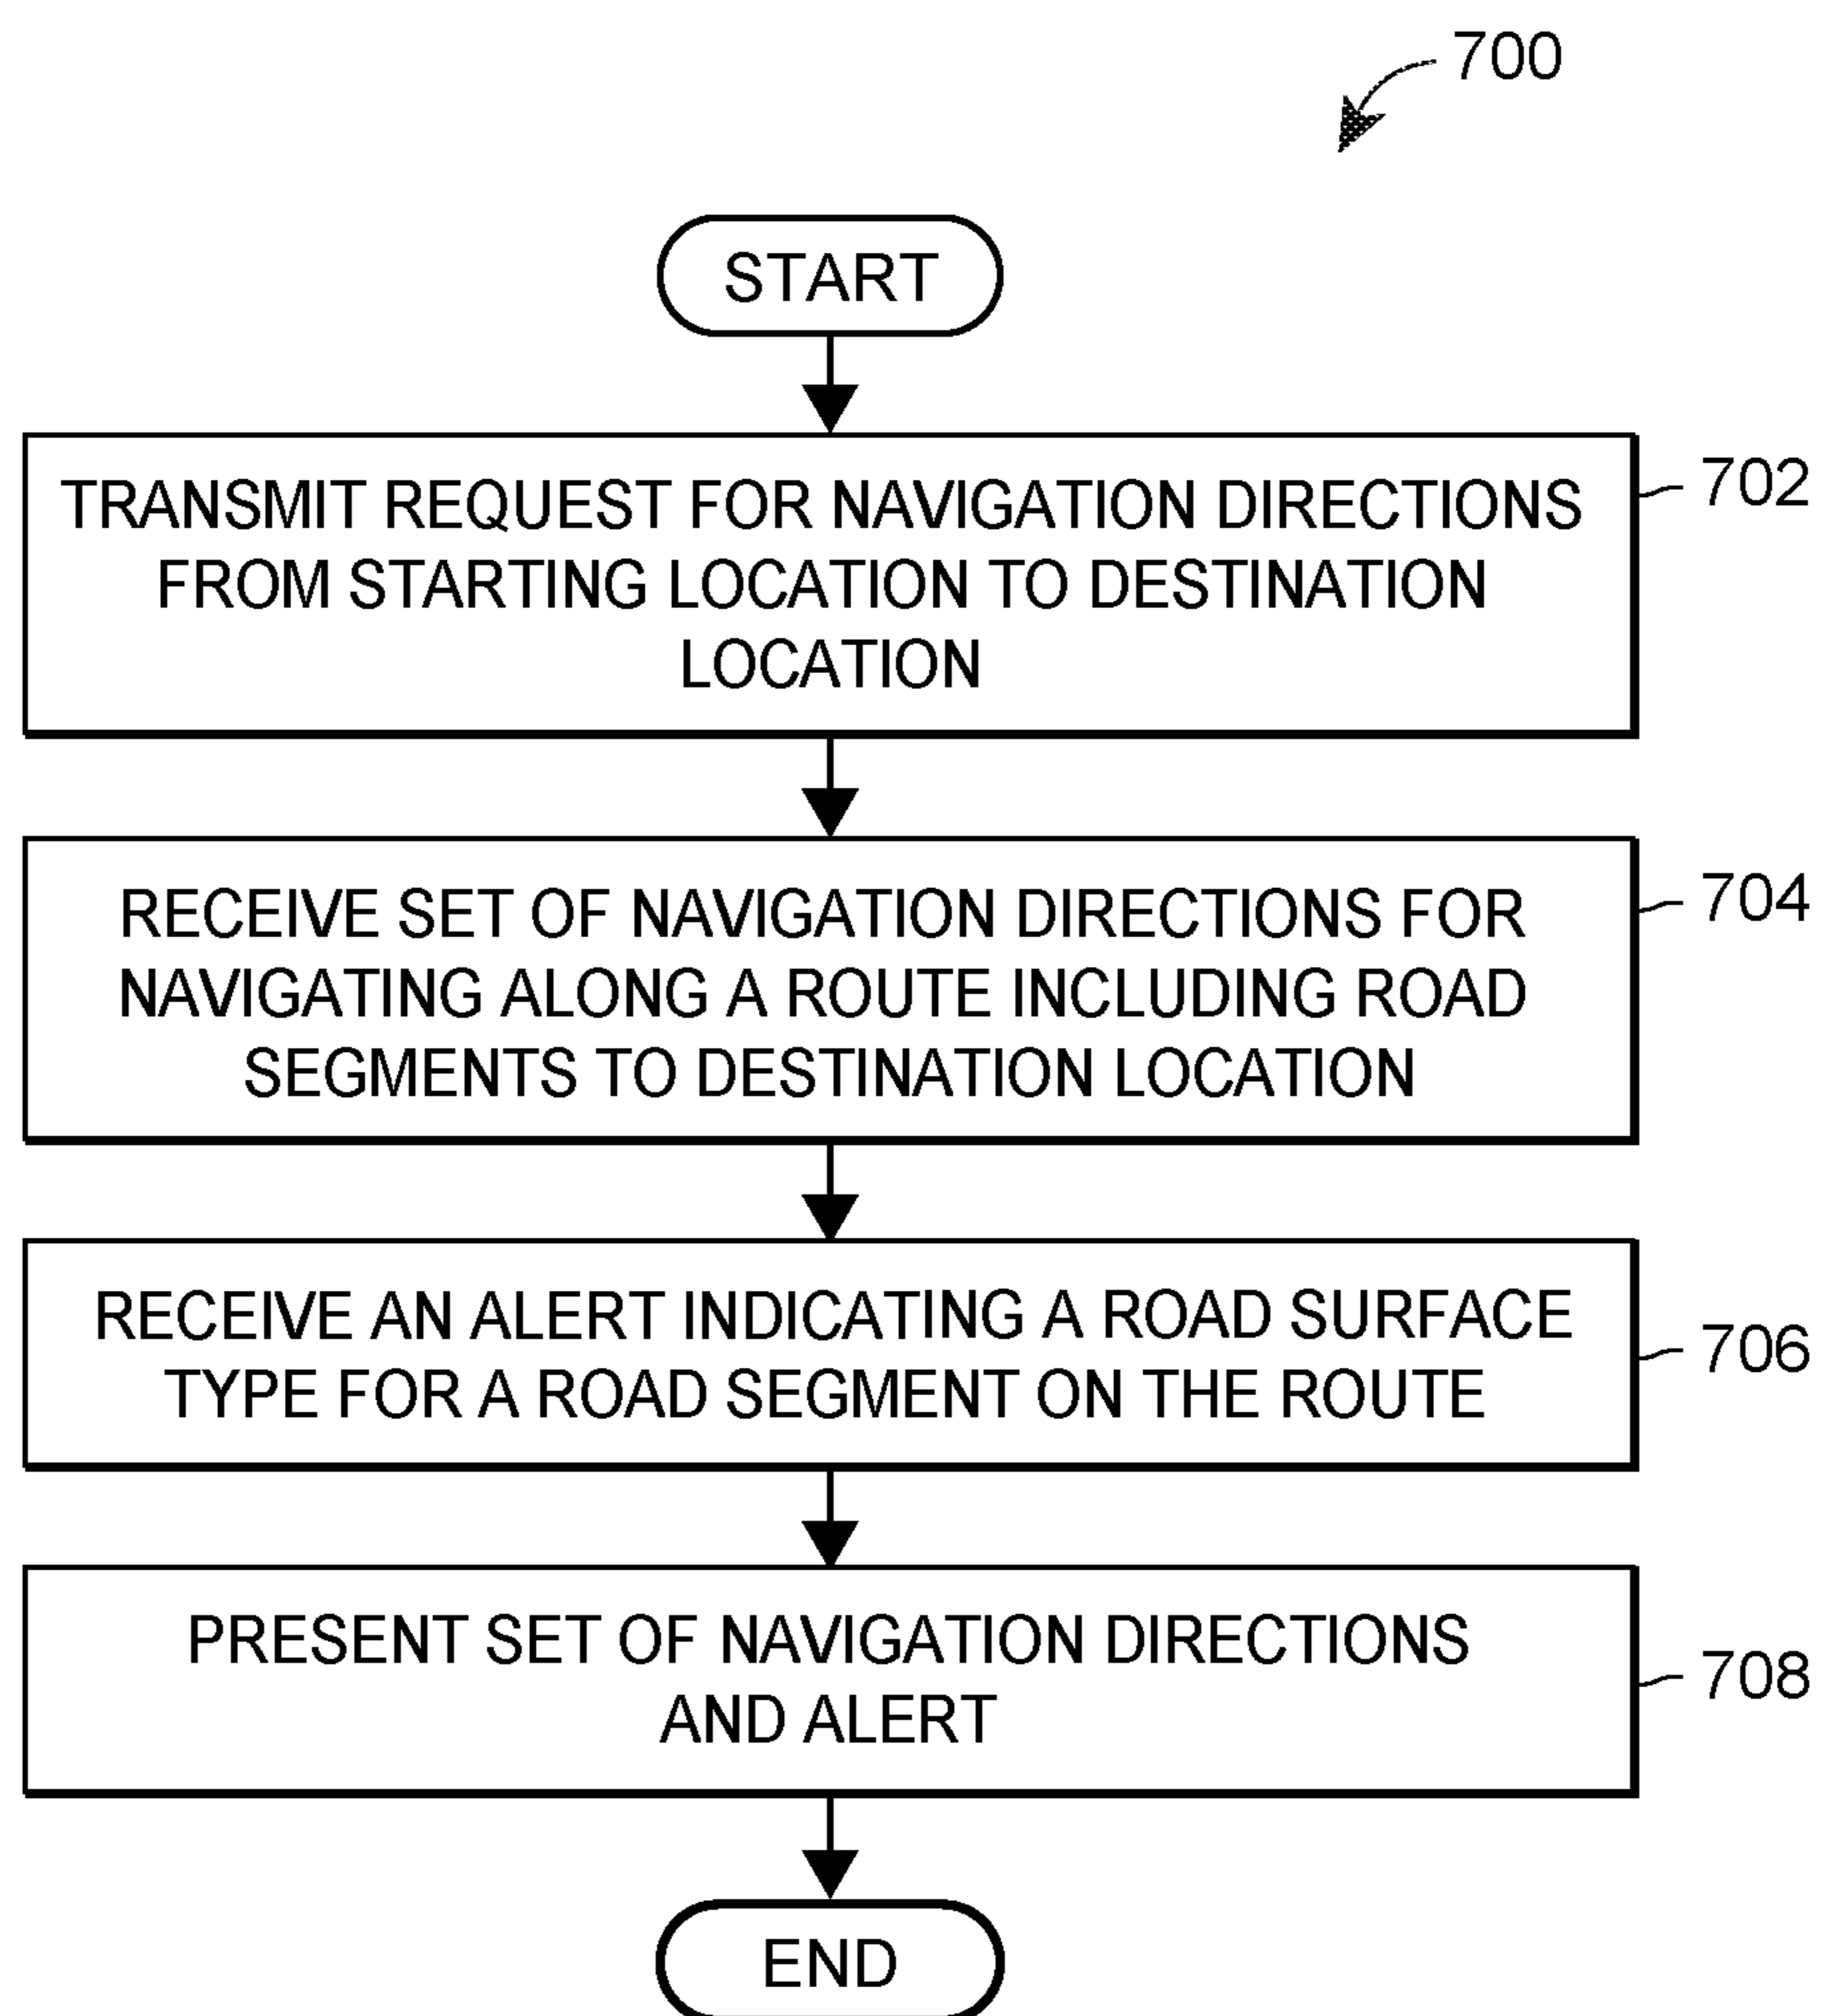 700
START
TRANSMIT REQUEST FOR NAVIGATION DIRECTIONS
FROM STARTING LOCATION TO DESTINATION
LOCATION
702
RECEIVE SET OF NAVIGATION DIRECTIONS FOR
NAVIGATING ALONG A ROUTE INCLUDING ROAD
SEGMENTS TO DESTINATION LOCATION
704
RECEIVE AN ALERT INDICATING A ROAD SURFACE
TYPE FOR A ROAD SEGMENT ON THE ROUTE
706
PRESENT SET OF NAVIGATION DIRECTIONS
AND ALERT
708
END